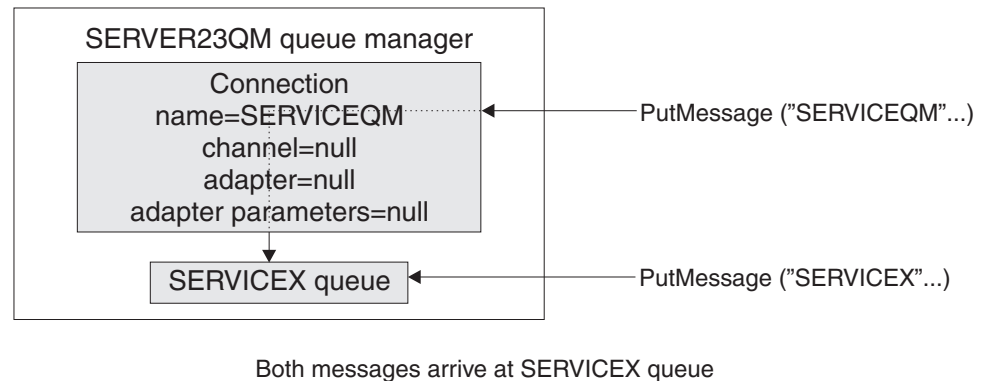 SERVER23QM queue manager
Connection
name=SERVICEQM
channel=null
adapter=null
adapter parameters=null
PutMessage (”SERVICEQM”...)
SERVICEX queue
PutMessage (”SERVICEX”...)
Both messages arrive at SERVICEX queue